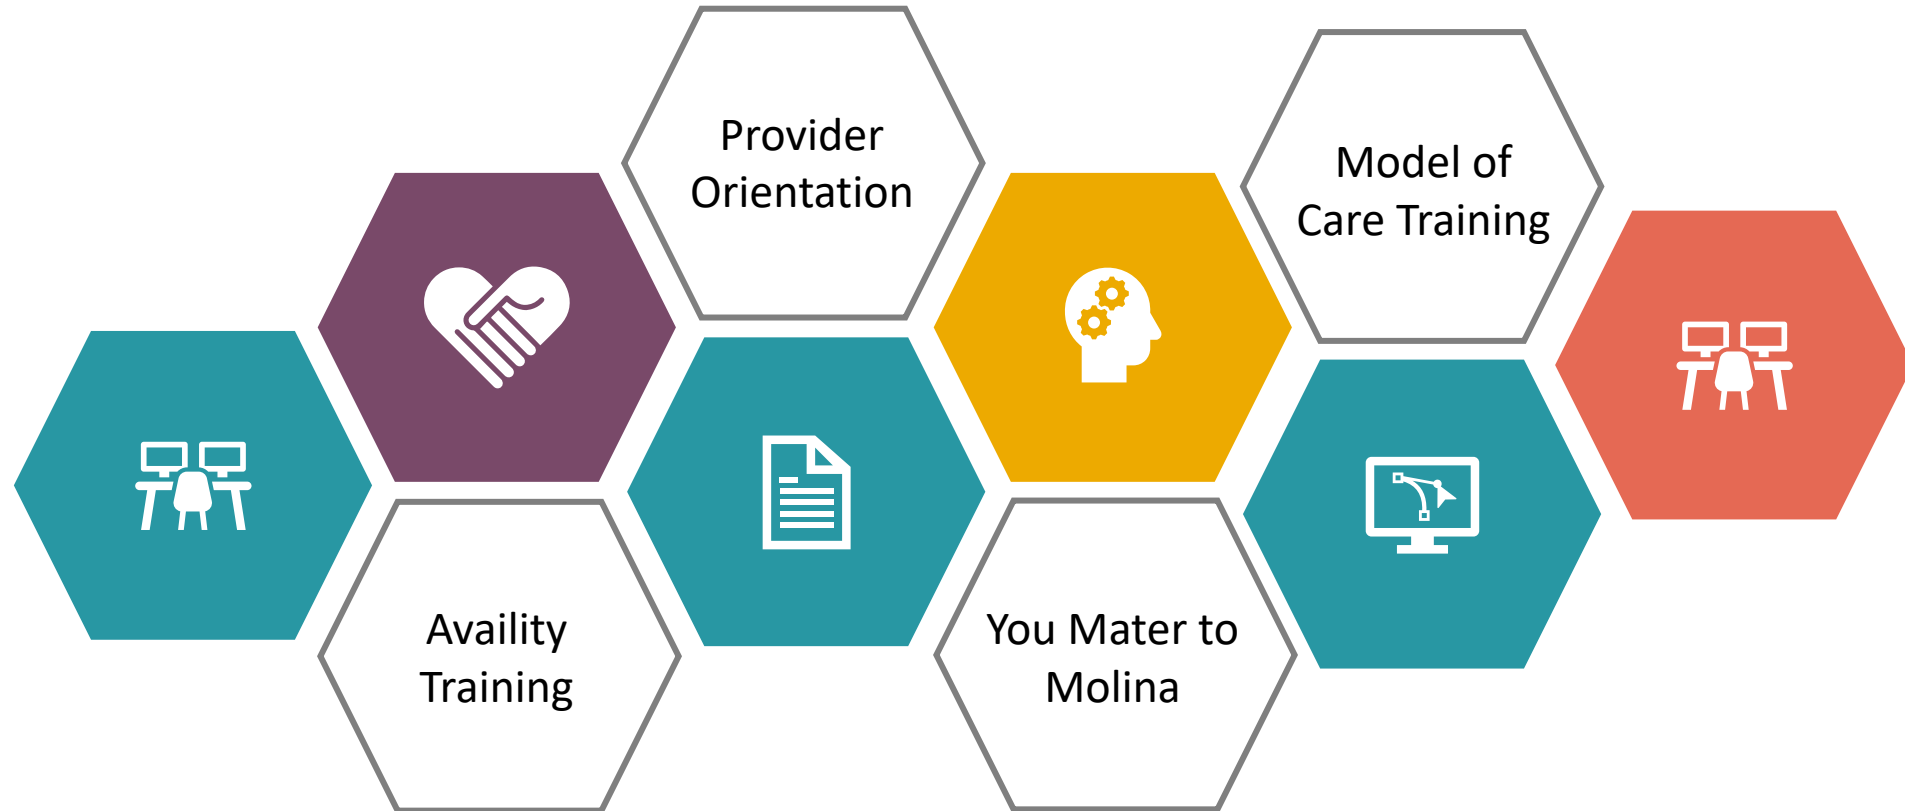 Provider
Orientation
Model of
Care Training
Availity
Training
You Mater to
Molina